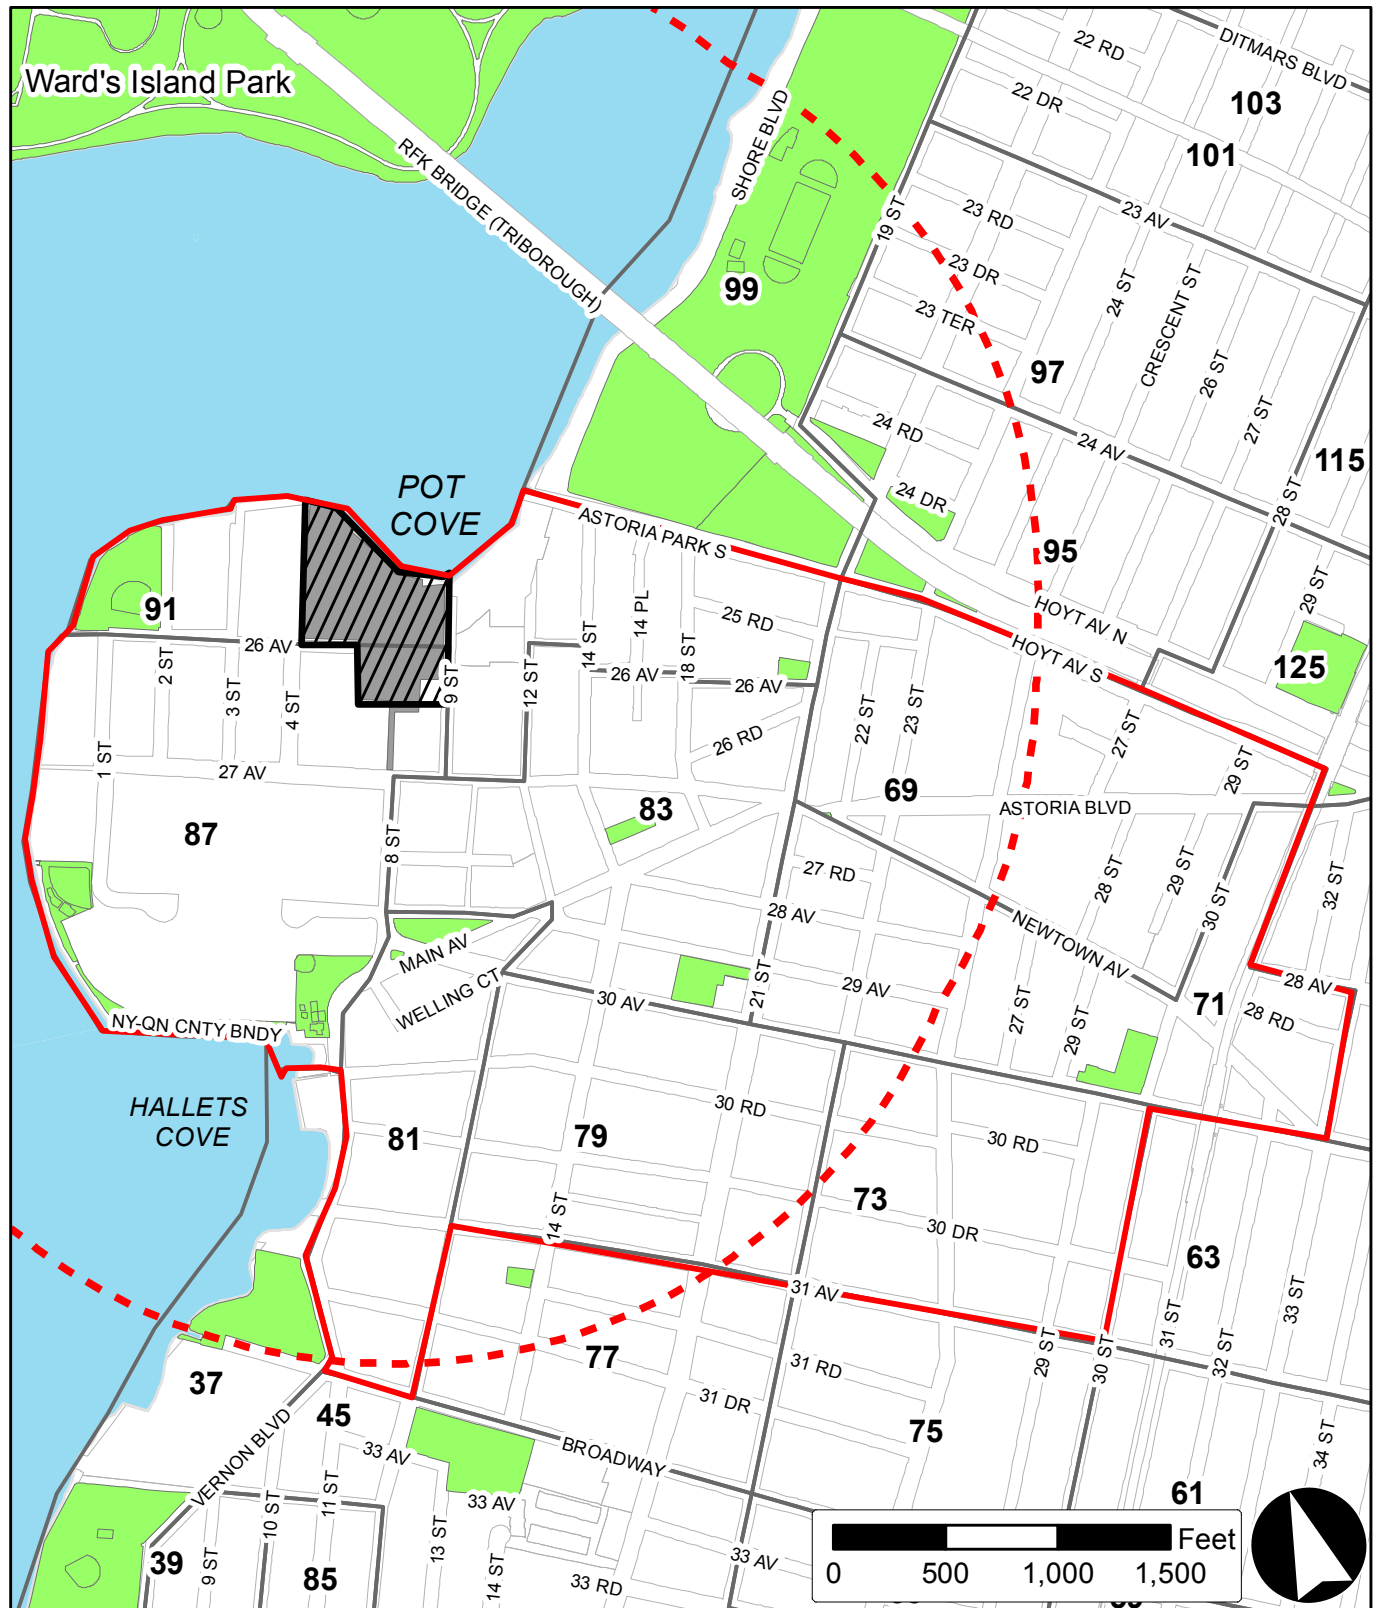 Ward's Island Park
RFK BRIDGE (TRIBOROUGH)
SHORE BLVD
22 RD
DITMARS BLVD
22 DR
103
101
23 AV
23 RD
19 ST
23 DR
23 TER
99
24 ST
CRESCENT ST
26 ST
27 ST
97
24 RD
24 AV
24 DR
115
28 ST
POT
COVE
ASTORIA PARK S
95
HOYT AV N
HOYT AV S
29 ST
125
91
26 AV
2 ST
3 ST
4 ST
9 ST
12 ST
14 ST
14 PL
18 ST
25 RD
26 AV
26 AV
26 RD
22 ST
23 ST
27 ST
29 ST
1 ST
27 AV
87
8 ST
83
69
ASTORIA BLVD
27 RD
28 AV
28 ST
29 ST
30 ST
32 ST
NEWTOWN AV
MAIN AV
WELLING CT
30 AV
21 ST
29 AV
27 ST
29 ST
71
28 AV
28 RD
NY-QN CNTY BNDY
HALLETS
COVE
81
79
30 RD
30 RD
73
14 ST
30 DR
31 AV
63
31 ST
32 ST
33 ST
29 ST
30 ST
37
77
31 RD
31 DR
75
45
VERNON BLVD
33 AV
BROADWAY
34 ST
61
10 ST
11 ST
33 AV
13 ST
14 ST
39
9 ST
85
33 RD
33 AV
Feet
0 500 1,000 1,500